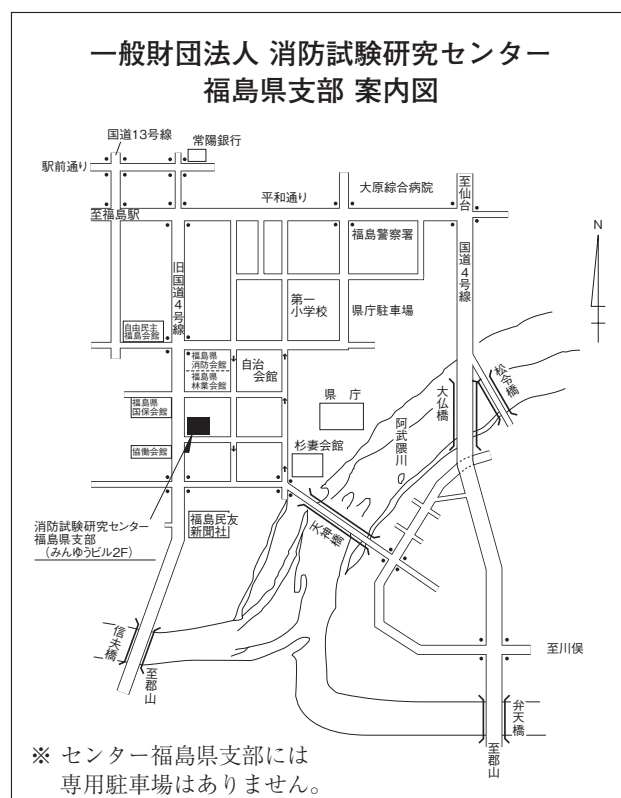 一般財団法人 消防試験研究センター
福島県支部 案内図
国道13号線
常陽銀行
駅前通り
平和通り
大原綜合病院
至仙台
至福島駅
福島警察署
国道4号線
N
旧国道4号線
第一
小学校
県庁駐車場
自由民主
福島会館
福島県
消防会館
福島県
林業会館
自治
会館
松令橋
福島県
国保会館
県 庁
大仏橋
阿武隈川
協働会館
杉妻会館
消防試験研究センター
福島県支部
(みんゆうビル2F)
福島民友
新聞社
天神橋
信夫橋
至郡山
至川俣
弁天橋
至郡山
※ センター福島県支部には
専用駐車場はありません。